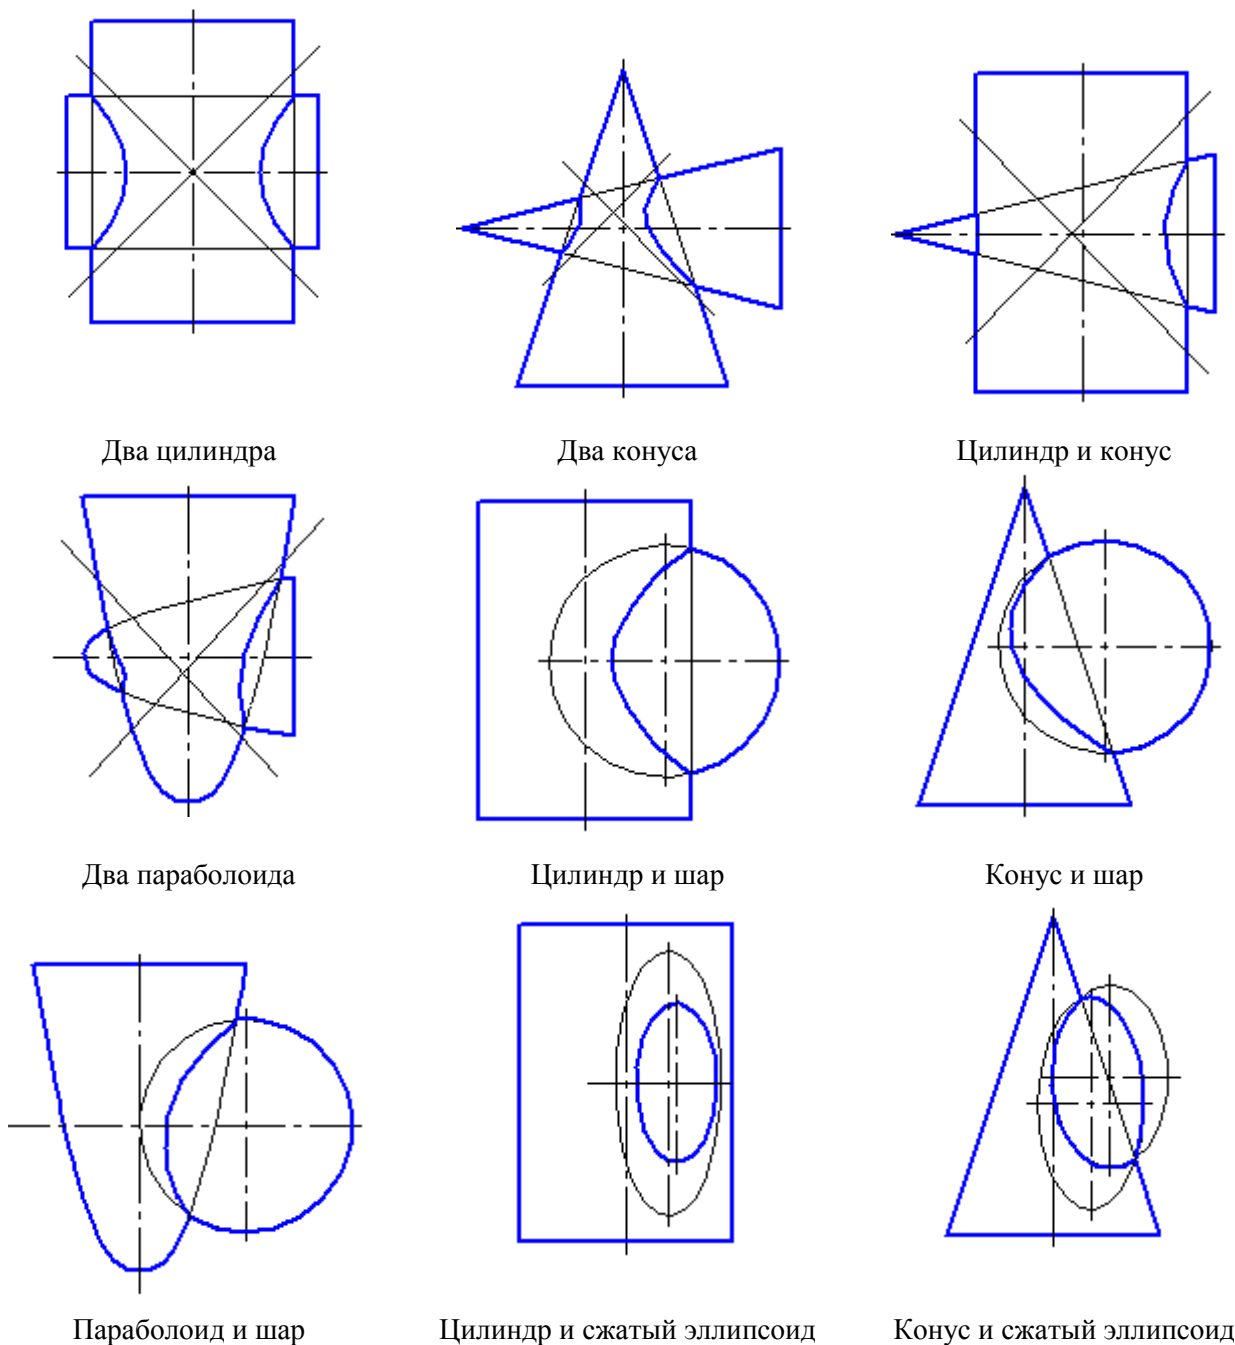 Два цилиндра
Два конуса
Цилиндр и конус
Два параболоида
Цилиндр и шар
Конус и шар
Параболоид и шар
Цилиндр и сжатый эллипсоид
Конус и сжатый эллипсоид